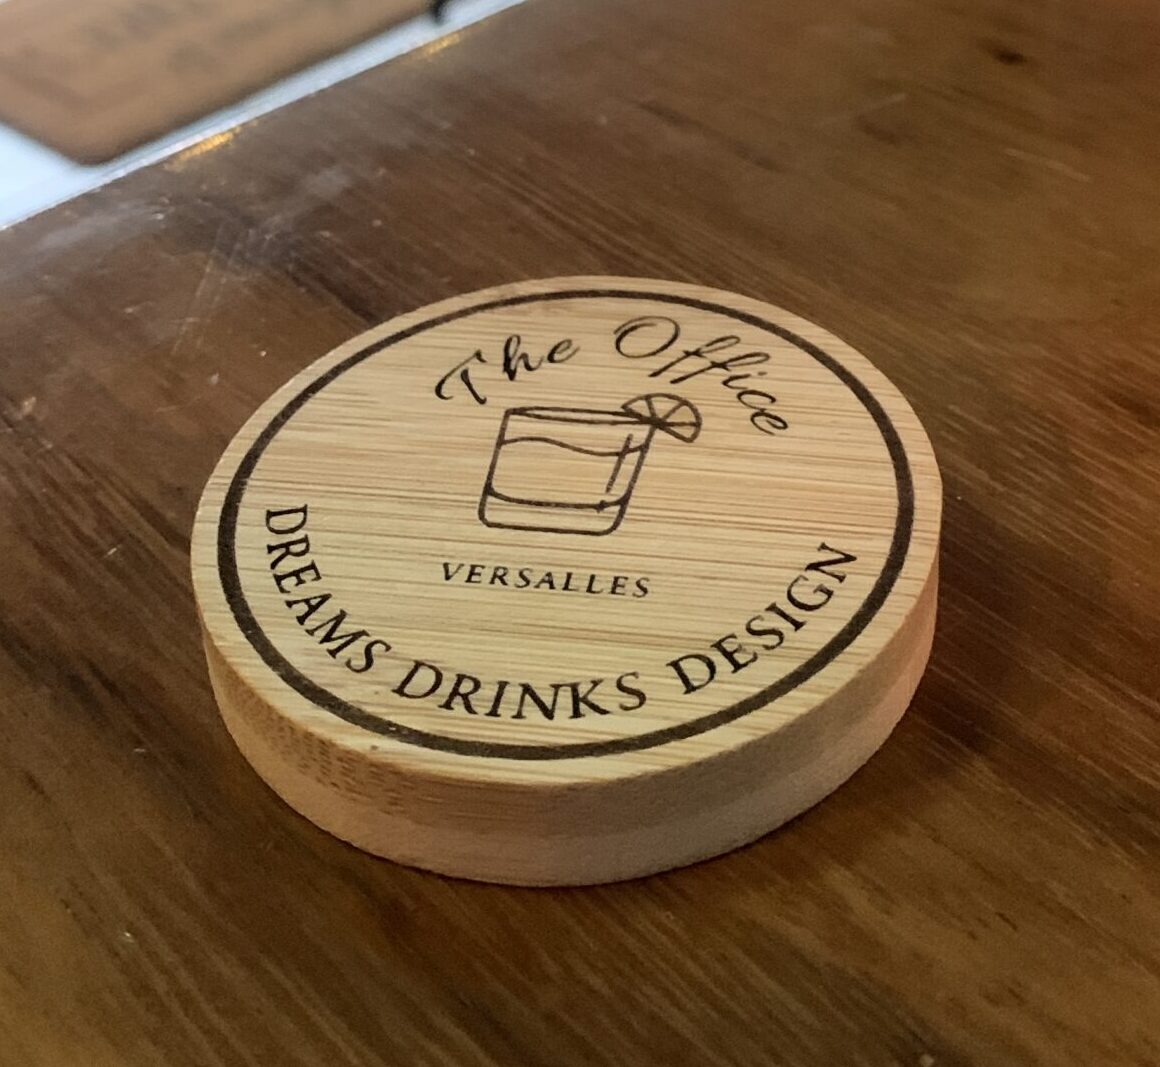 The Office
VERSALLES
DREAMS DRINKS DESIGN